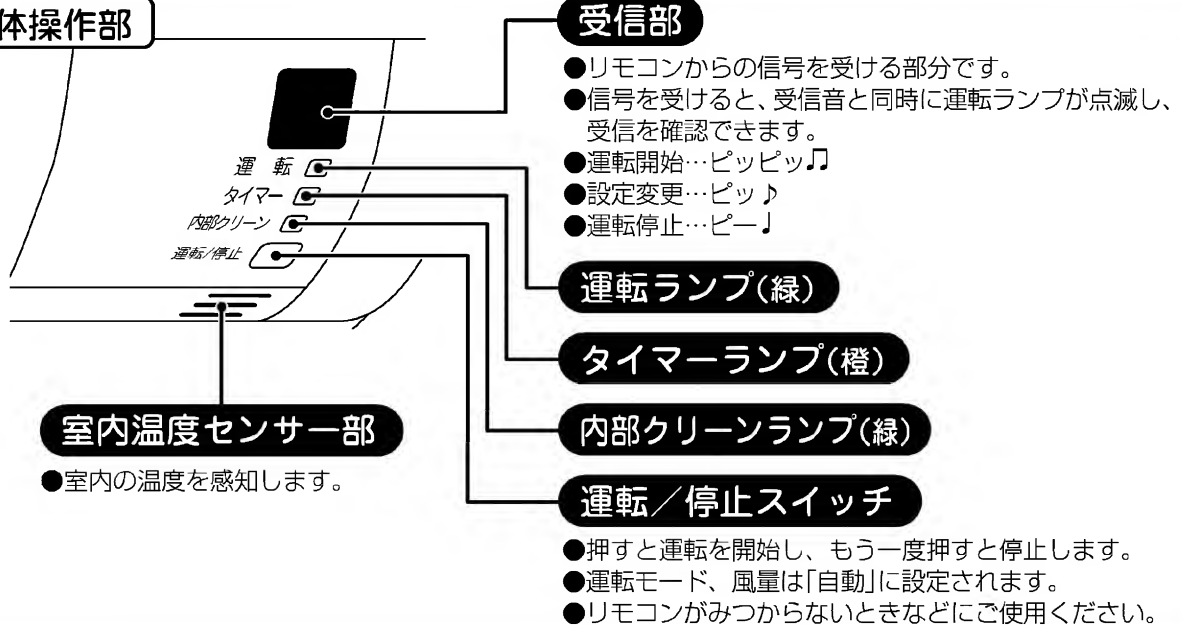 体操作部
受信部
●リモコンからの信号を受ける部分です。
●信号を受けると、受信音と同時に運転ランプが点滅し、
受信を確認できます。
●運転開始…ピッピッ♫
●設定変更…ピッ♪
●運転停止…ピー♩
運 転
タイマー
内部クリーン
運転/停止
運転ランプ(緑)
タイマーランプ(橙)
内部クリーンランプ(緑)
室内温度センサー部
●室内の温度を感知します。
運転／停止スイッチ
●押すと運転を開始し、もう一度押すと停止します。
●運転モード、風量は「自動」に設定されます。
●リモコンがみつからないときなどにご使用ください。